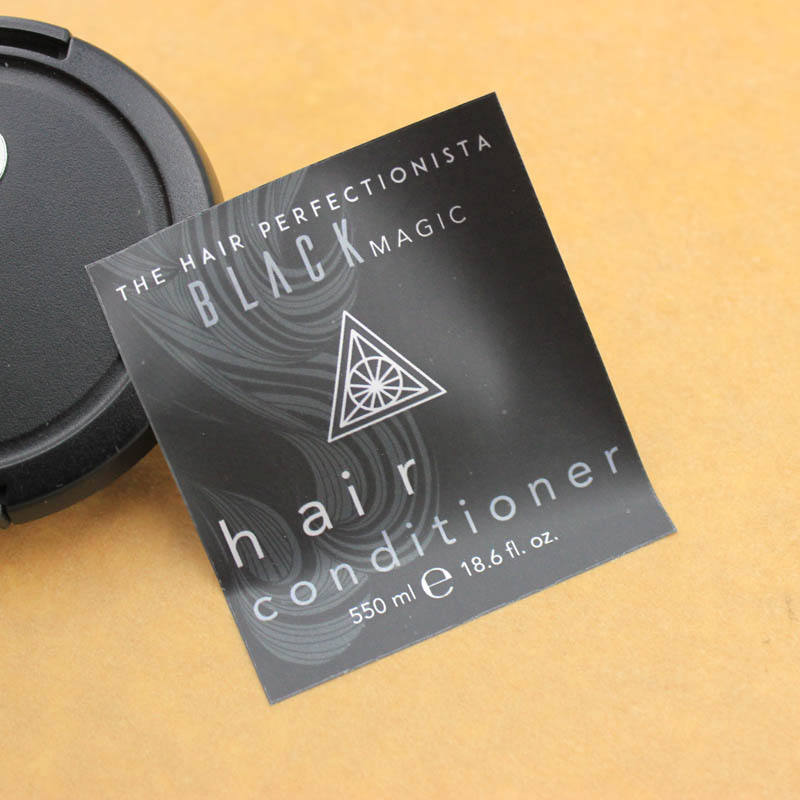 THE HAIR PERFECTIONISTA
BLACK MAGIC
hair
conditioner
550 ml ℮ 18.6 fl. oz.